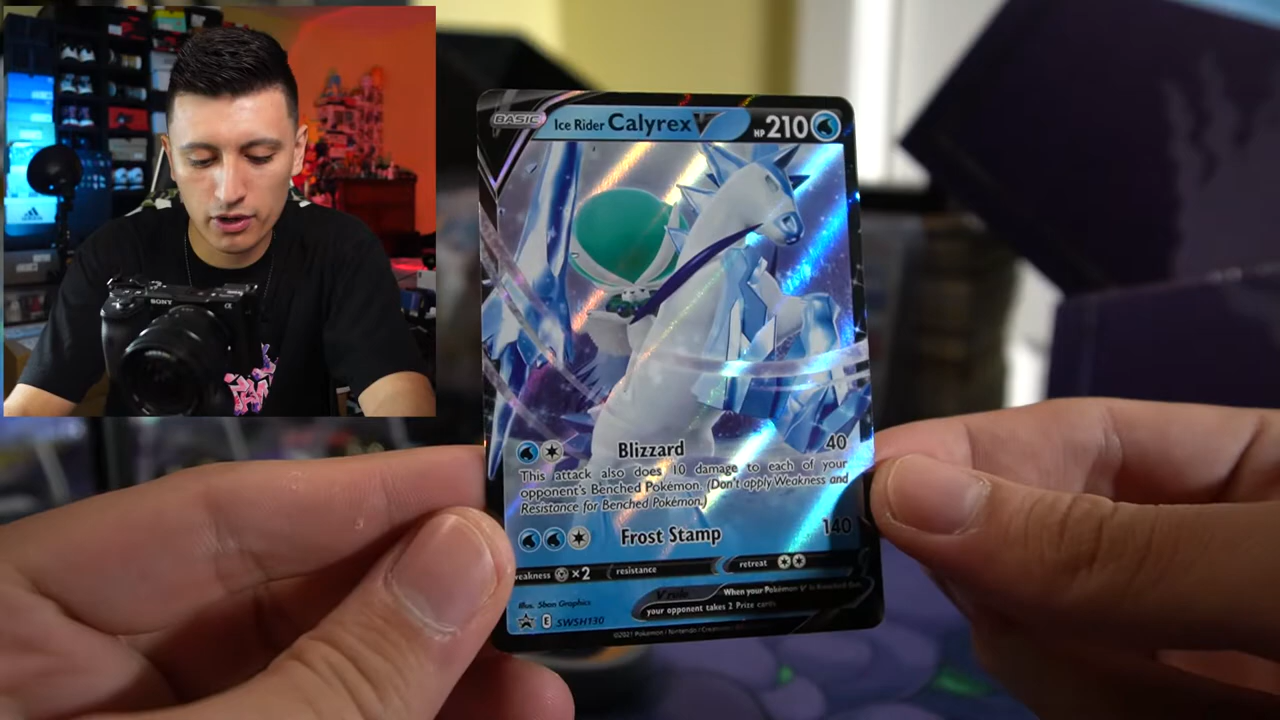 adidas
SONY
α
BASIC
Ice Rider Calyrex V
HP 210
Blizzard 40
This attack also does 10 damage to each of your
opponent's Benched Pokémon. (Don't apply Weakness and
Resistance for Benched Pokémon.)
Frost Stamp 140
weakness ×2 resistance retreat
V rule When your Pokémon V is Knocked Out,
your opponent takes 2 Prize cards.
Illus. 5ban Graphics
E SWSH130
©2021 Pokémon / Nintendo /